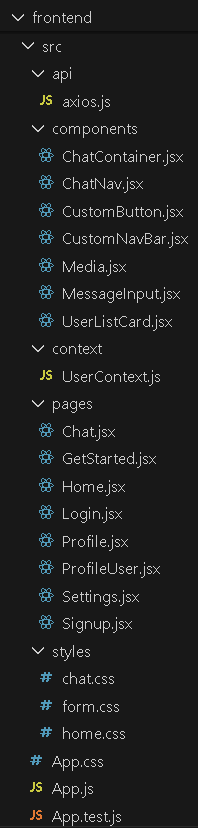 frontend
src
api
JS axios.js
components
ChatContainer.jsx
ChatNav.jsx
CustomButton.jsx
CustomNavBar.jsx
Media.jsx
MessageInput.jsx
UserListCard.jsx
context
JS UserContext.js
pages
Chat.jsx
GetStarted.jsx
Home.jsx
Login.jsx
Profile.jsx
ProfileUser.jsx
Settings.jsx
Signup.jsx
styles
# chat.css
# form.css
# home.css
# App.css
JS App.js
JS App.test.js